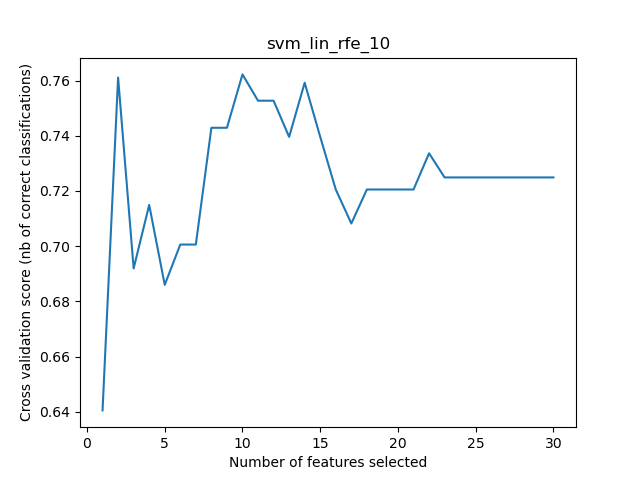 svm_lin_rfe_10
Cross validation score (nb of correct classifications)
0.76
0.74
0.72
0.70
0.68
0.66
0.64
0 5 10 15 20 25 30
Number of features selected